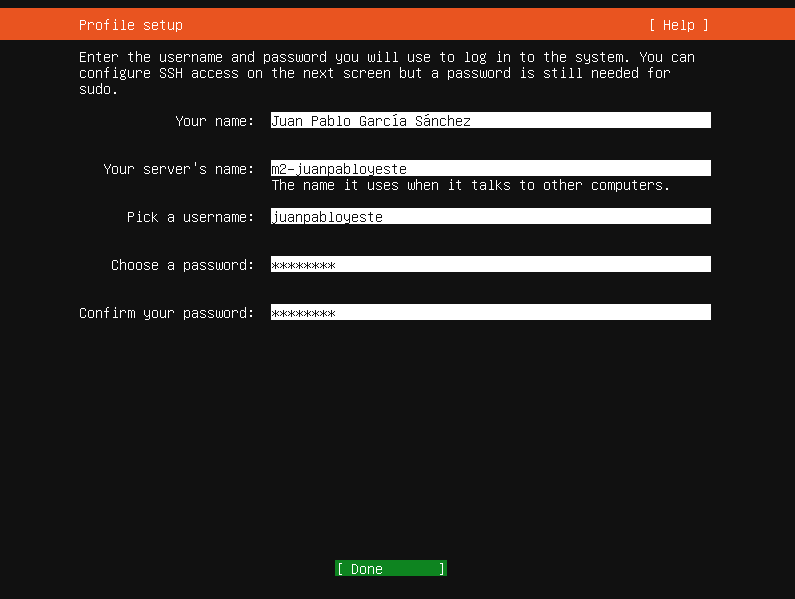 Profile setup [ Help ]
Enter the username and password you will use to log in to the system. You can
configure SSH access on the next screen but a password is still needed for
sudo.
Your name: Juan Pablo García Sánchez
Your server's name: m2-juanpabloyeste
The name it uses when it talks to other computers.
Pick a username: juanpabloyeste
Choose a password: ********
Confirm your password: ********
[ Done ]